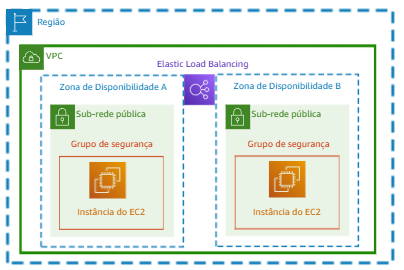 Região
VPC
Elastic Load Balancing
Zona de Disponibilidade A
Zona de Disponibilidade B
Sub-rede pública
Sub-rede pública
Grupo de segurança
Grupo de segurança
Instância do EC2
Instância do EC2